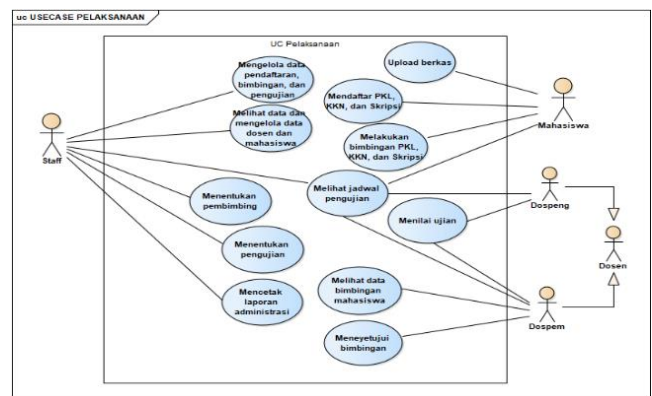 uc USECASE PELAKSANAAN
UC Pelaksanaan
Mengelola data
pendaftaran,
bimbingan, dan
pengujian
Upload berkas
Mendaftar PKL,
KKN, dan Skripsi
Mahasiswa
Melihat data dan
mengelola data
dosen dan
mahasiswa
Staff
Melakukan
bimbingan PKL,
KKN, dan Skripsi
Menentukan
pembimbing
Melihat jadwal
pengujian
Dospeng
Menilai ujian
Menentukan
pengujian
Dosen
Mencetak
laporan
administrasi
Melihat data
bimbingan
mahasiswa
Dospem
Meneyetujui
bimbingan